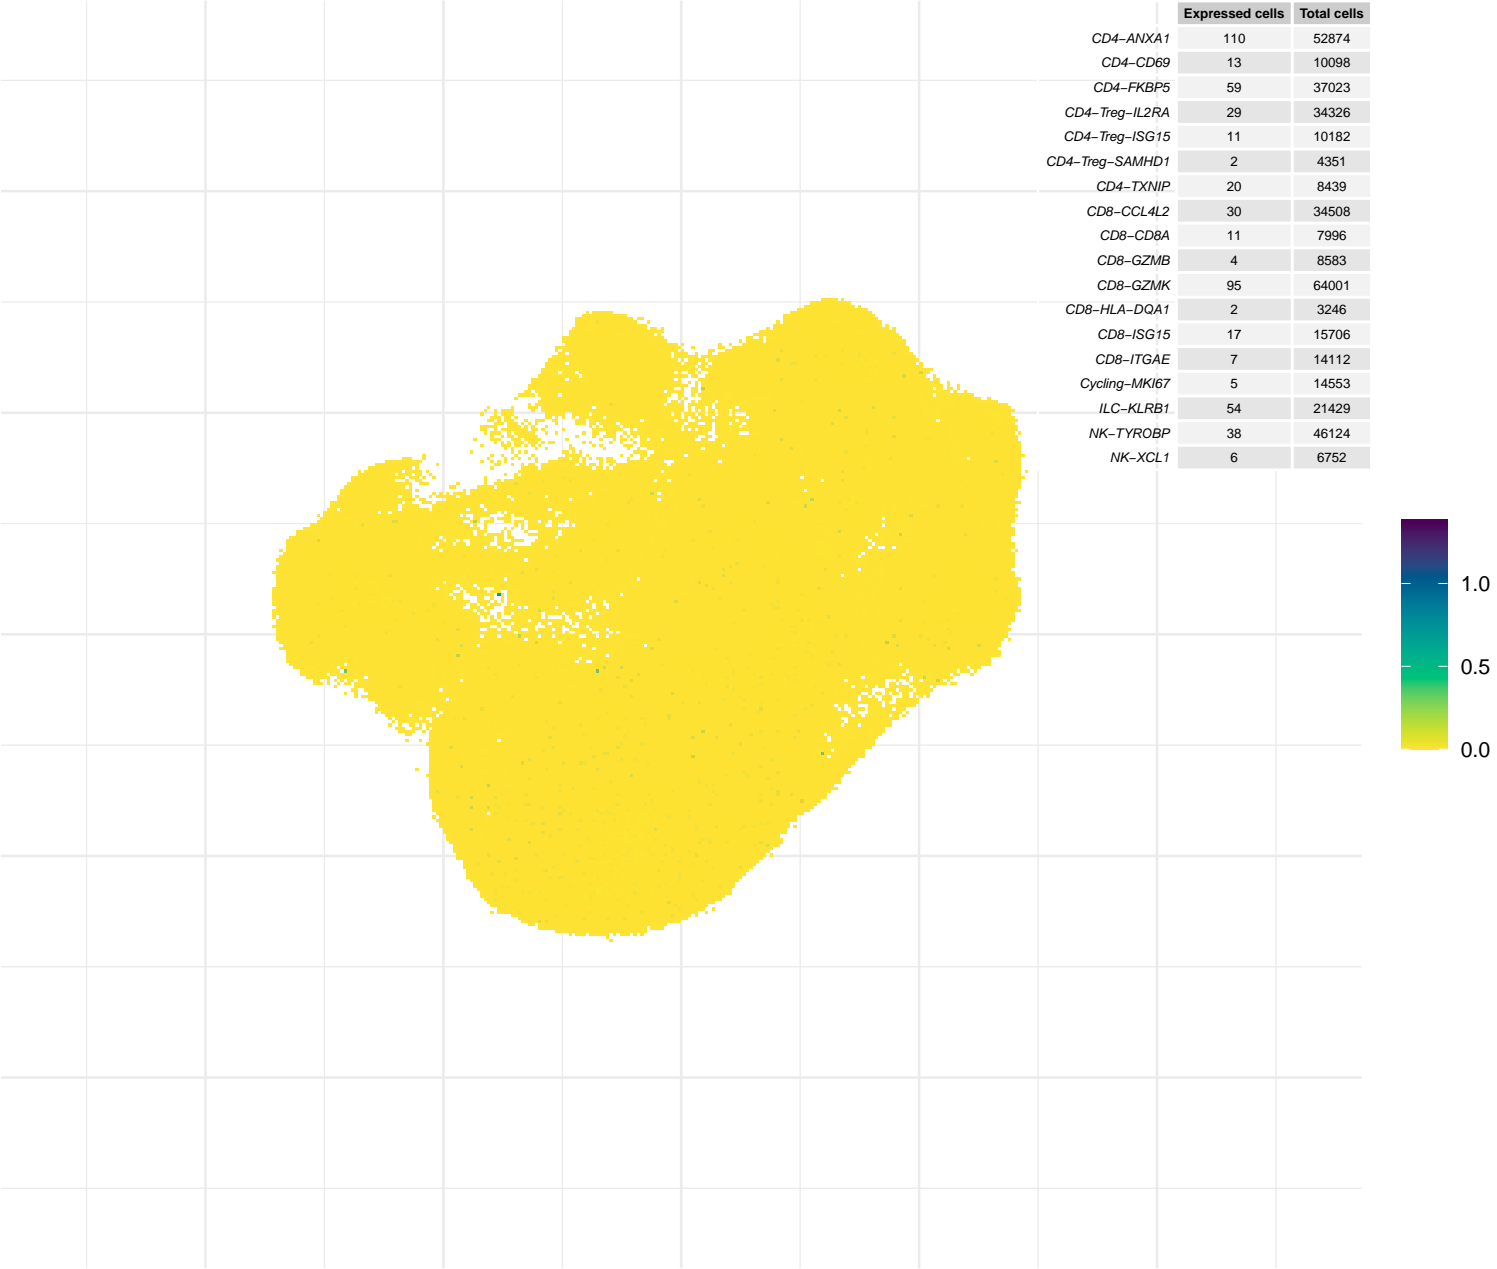 Expressed cells Total cells
CD4−ANXA1 110 52874
CD4−CD69 13 10098
CD4−FKBP5 59 37023
CD4−Treg−IL2RA 29 34326
CD4−Treg−ISG15 11 10182
CD4−Treg−SAMHD1 2 4351
CD4−TXNIP 20 8439
CD8−CCL4L2 30 34508
CD8−CD8A 11 7996
CD8−GZMB 4 8583
CD8−GZMK 95 64001
CD8−HLA−DQA1 2 3246
CD8−ISG15 17 15706
CD8−ITGAE 7 14112
Cycling−MKI67 5 14553
ILC−KLRB1 54 21429
NK−TYROBP 38 46124
NK−XCL1 6 6752
1.0
0.5
0.0